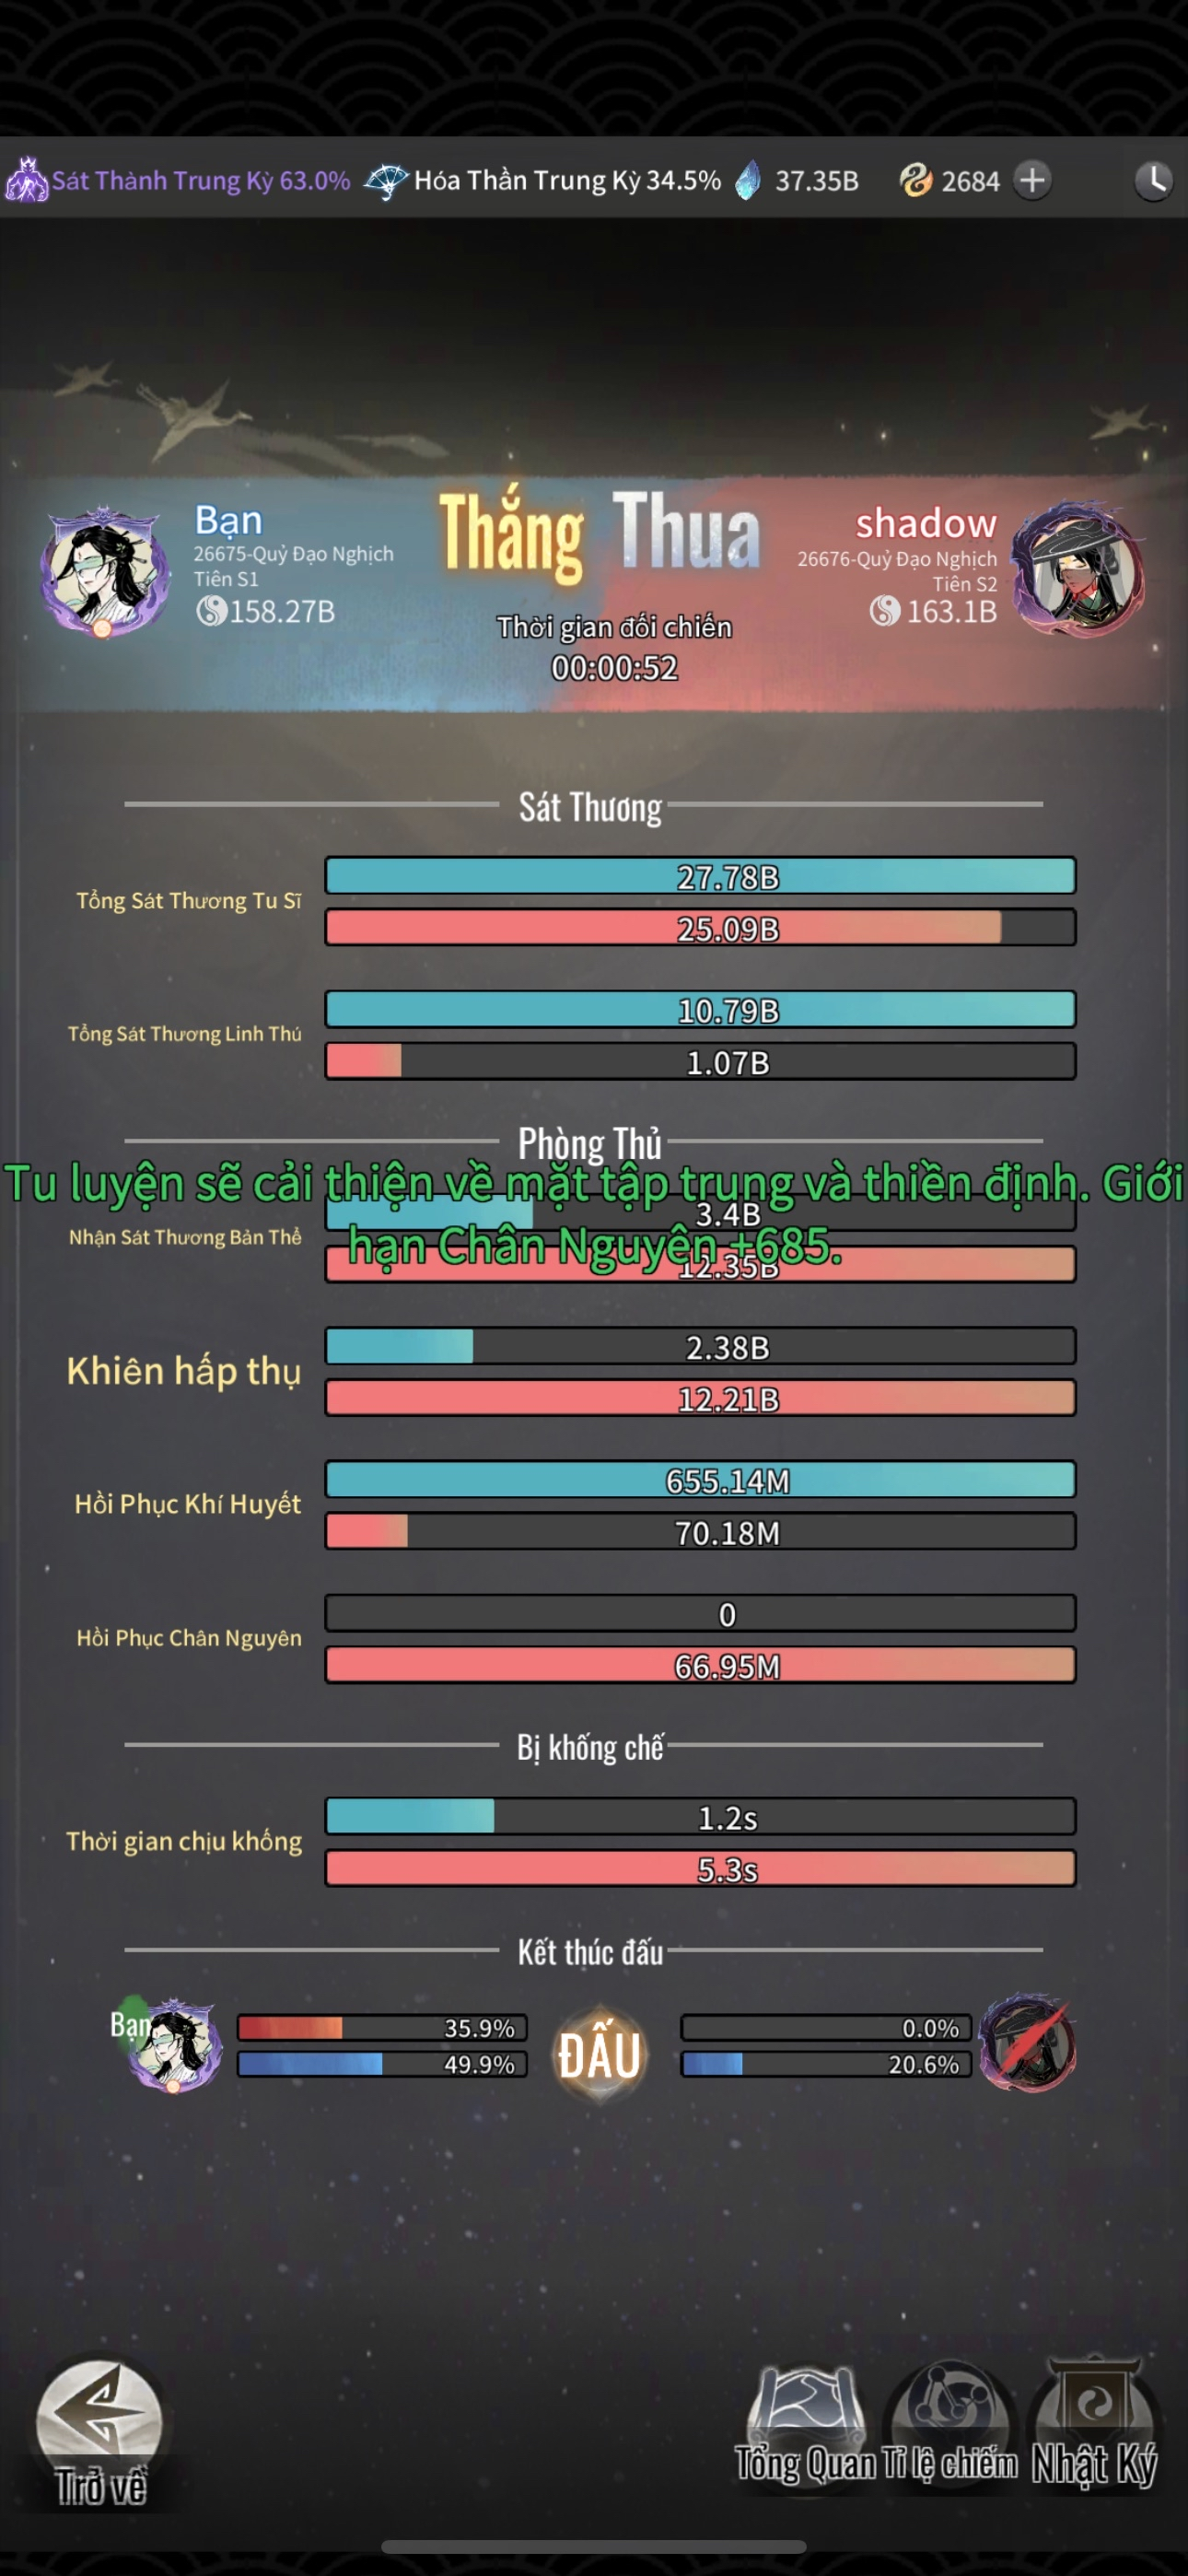 Sát Thành Trung Kỳ 63.0% Hóa Thần Trung Kỳ 34.5% 37.35B 2684
Thắng Thua
Bạn
26675-Quỷ Đạo Nghịch
Tiên S1
158.27B
shadow
26676-Quỷ Đạo Nghịch
Tiên S2
163.1B
Thời gian đối chiến
00:00:52
Sát Thương
Tổng Sát Thương Tu Sĩ
27.78B
25.09B
Tổng Sát Thương Linh Thú
10.79B
1.07B
Phòng Thủ
Tu luyện sẽ cải thiện về mặt tập trung và thiền định. Giới
hạn Chân Nguyên +685.
Nhận Sát Thương Bản Thể
3.4B
12.35B
Khiên hấp thụ
2.38B
12.21B
Hồi Phục Khí Huyết
655.14M
70.18M
Hồi Phục Chân Nguyên
0
66.95M
Bị khống chế
Thời gian chịu khống
1.2s
5.3s
Kết thúc đấu
Bạn
35.9%
49.9%
ĐẤU
0.0%
20.6%
Trở về
Tổng Quan Tỉ lệ chiếm Nhật Ký